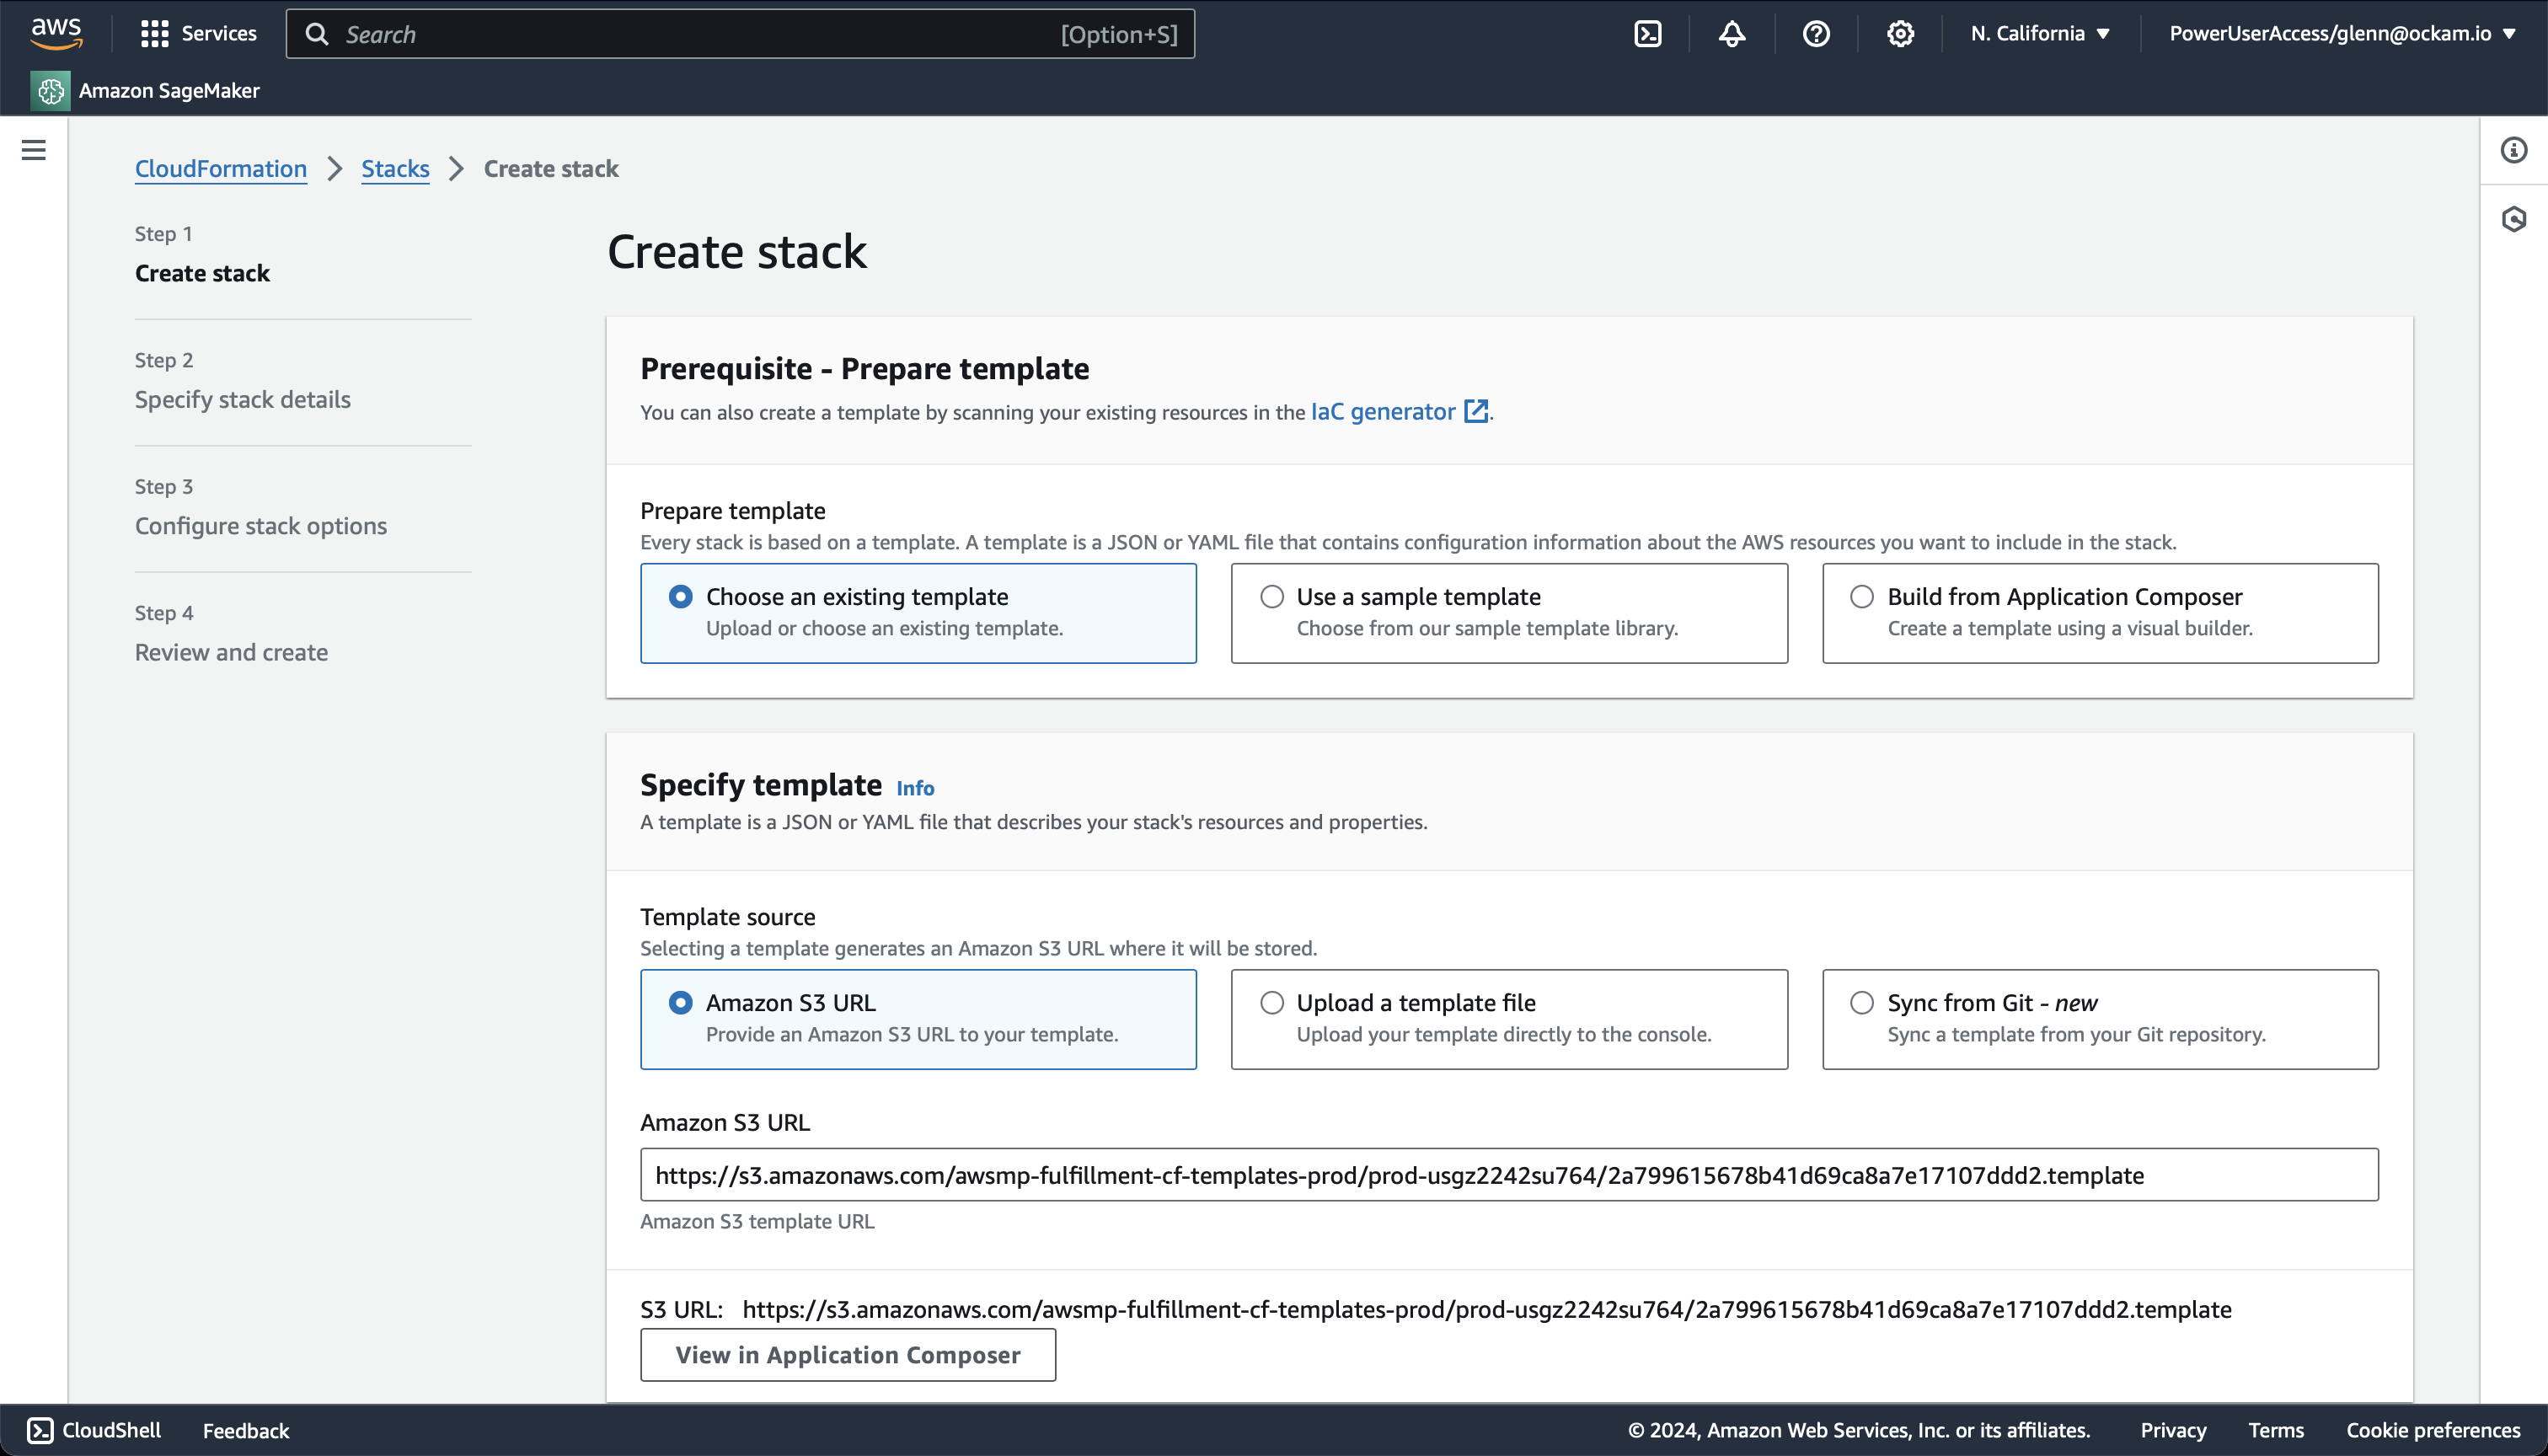 aws
Services
Search
[Option+S]
N. California
PowerUserAccess/glenn@ockam.io
Amazon SageMaker
CloudFormation
Stacks
Create stack
Step 1
Create stack
Step 2
Specify stack details
Step 3
Configure stack options
Step 4
Review and create
Create stack
Prerequisite - Prepare template
You can also create a template by scanning your existing resources in the IaC generator.
Prepare template
Every stack is based on a template. A template is a JSON or YAML file that contains configuration information about the AWS resources you want to include in the stack.
Choose an existing template
Upload or choose an existing template.
Use a sample template
Choose from our sample template library.
Build from Application Composer
Create a template using a visual builder.
Specify template Info
A template is a JSON or YAML file that describes your stack's resources and properties.
Template source
Selecting a template generates an Amazon S3 URL where it will be stored.
Amazon S3 URL
Provide an Amazon S3 URL to your template.
Upload a template file
Upload your template directly to the console.
Sync from Git - new
Sync a template from your Git repository.
Amazon S3 URL
https://s3.amazonaws.com/awsmp-fulfillment-cf-templates-prod/prod-usgz2242su764/2a799615678b41d69ca8a7e17107ddd2.template
Amazon S3 template URL
S3 URL: https://s3.amazonaws.com/awsmp-fulfillment-cf-templates-prod/prod-usgz2242su764/2a799615678b41d69ca8a7e17107ddd2.template
View in Application Composer
CloudShell
Feedback
© 2024, Amazon Web Services, Inc. or its affiliates.
Privacy
Terms
Cookie preferences